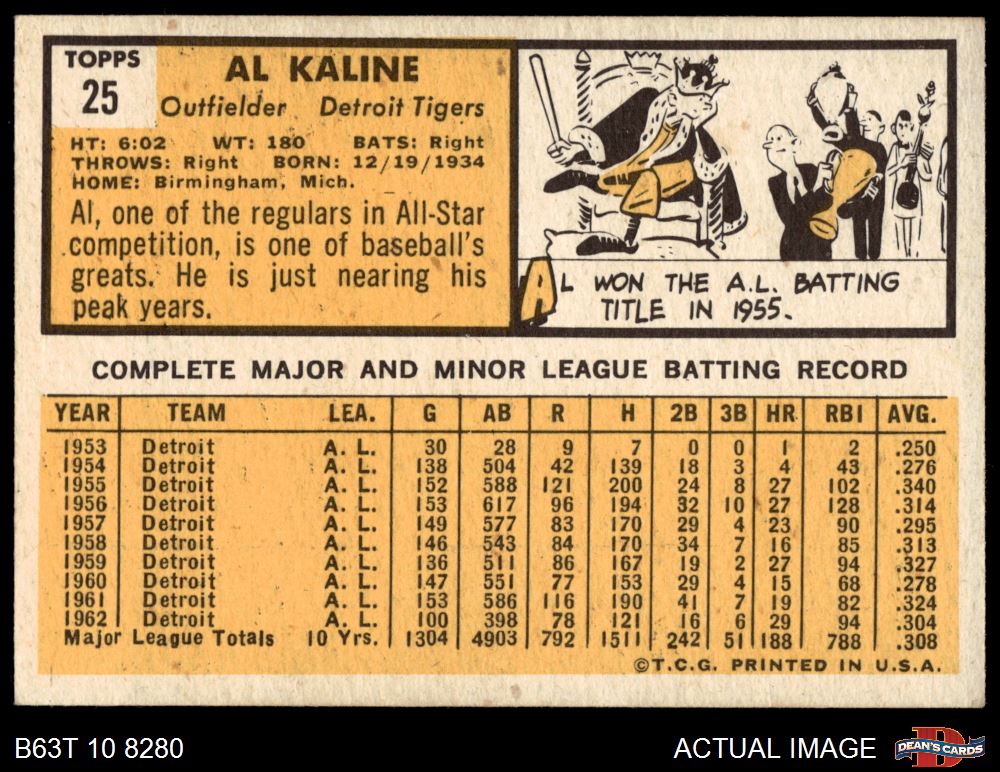 TOPPS
25
AL KALINE
Outfielder Detroit Tigers
HT: 6:02 WT: 180 BATS: Right
THROWS: Right BORN: 12/19/1934
HOME: Birmingham, Mich.
Al, one of the regulars in All-Star
competition, is one of baseball's
greats. He is just nearing his
peak years.
AL WON THE A.L. BATTING
TITLE IN 1955.
COMPLETE MAJOR AND MINOR LEAGUE BATTING RECORD
YEAR TEAM LEA. G AB R H 2B 3B HR RBI AVG.
1953 Detroit A. L. 30 28 9 7 0 0 1 2 .250
1954 Detroit A. L. 138 504 42 139 18 3 4 43 .276
1955 Detroit A. L. 152 588 121 200 24 8 27 102 .340
1956 Detroit A. L. 153 617 96 194 32 10 27 128 .314
1957 Detroit A. L. 149 577 83 170 29 4 23 90 .295
1958 Detroit A. L. 146 543 84 170 34 7 16 85 .313
1959 Detroit A. L. 136 511 86 167 19 2 27 94 .327
1960 Detroit A. L. 147 551 77 153 29 4 15 68 .278
1961 Detroit A. L. 153 586 116 190 41 7 19 82 .324
1962 Detroit A. L. 100 398 78 121 16 6 29 94 .304
Major League Totals 10 Yrs. 1304 4903 792 1511 242 51 188 788 .308
©T.C.G. PRINTED IN U.S.A.
B63T 10 8280
ACTUAL IMAGE
DEAN'S CARDS